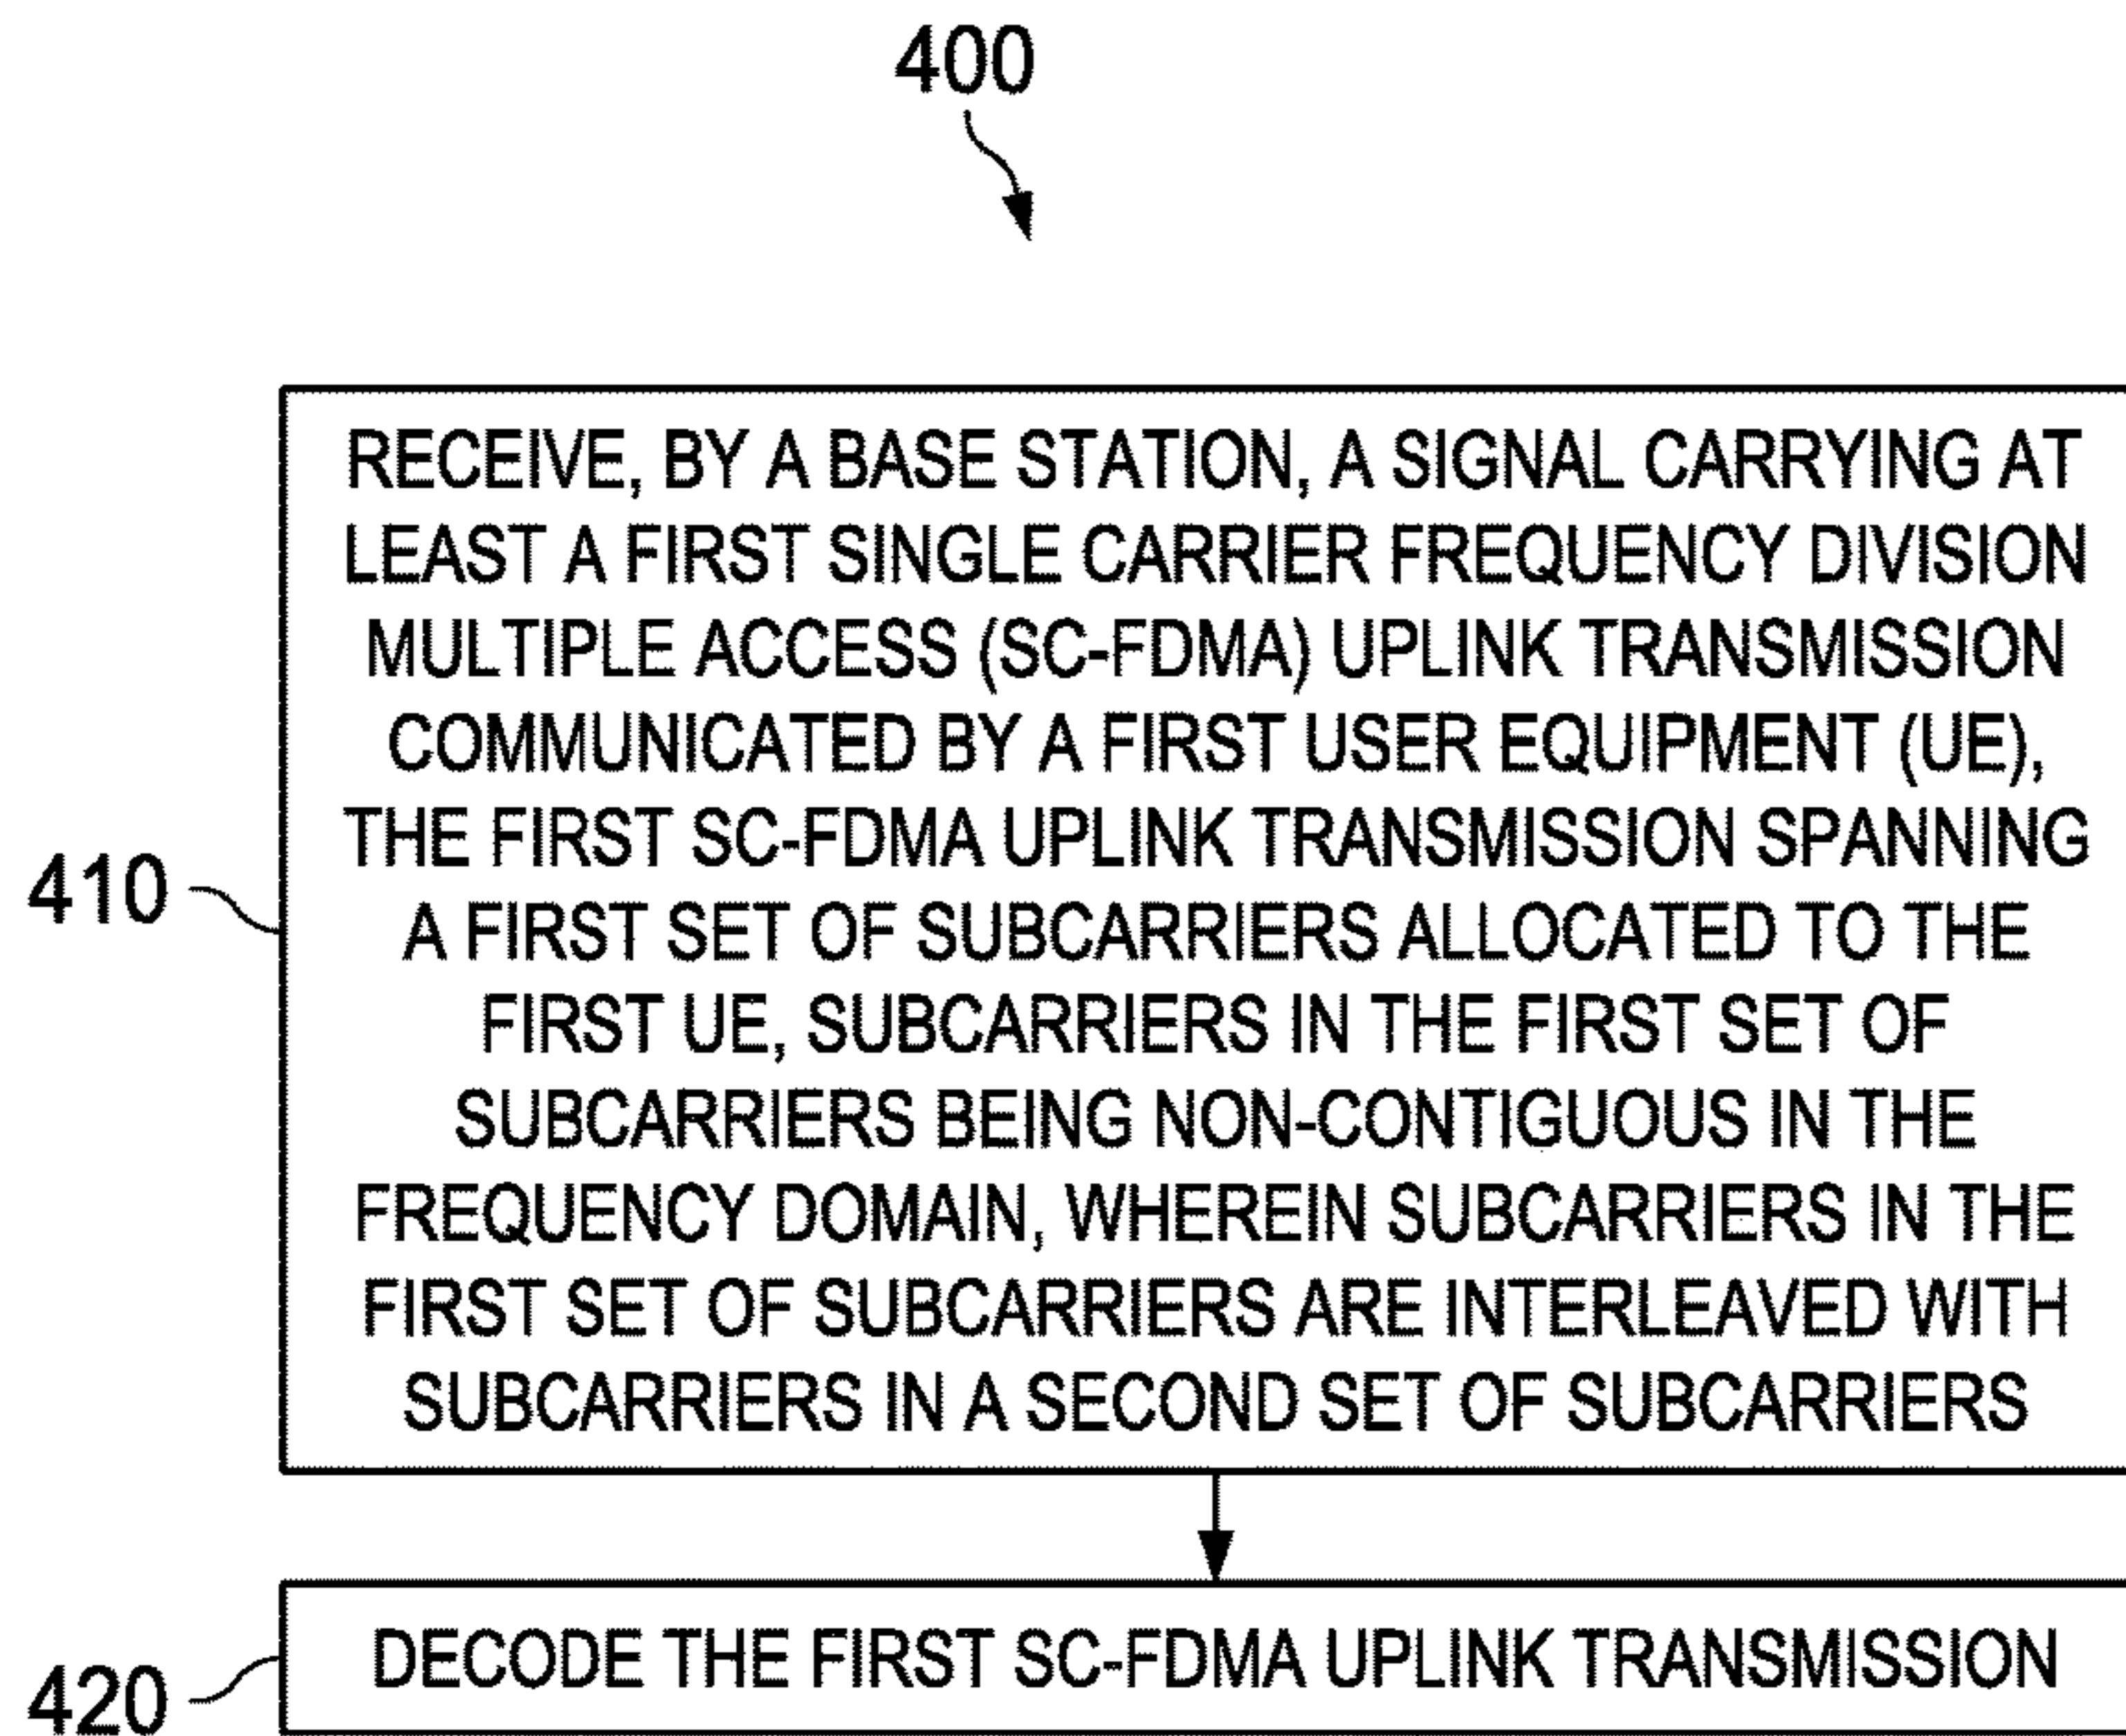 400
RECEIVE, BY A BASE STATION, A SIGNAL CARRYING AT
LEAST A FIRST SINGLE CARRIER FREQUENCY DIVISION
MULTIPLE ACCESS (SC-FDMA) UPLINK TRANSMISSION
COMMUNICATED BY A FIRST USER EQUIPMENT (UE),
THE FIRST SC-FDMA UPLINK TRANSMISSION SPANNING
410
A FIRST SET OF SUBCARRIERS ALLOCATED TO THE
FIRST UE, SUBCARRIERS IN THE FIRST SET OF
SUBCARRIERS BEING NON-CONTIGUOUS IN THE
FREQUENCY DOMAIN, WHEREIN SUBCARRIERS IN THE
FIRST SET OF SUBCARRIERS ARE INTERLEAVED WITH
SUBCARRIERS IN A SECOND SET OF SUBCARRIERS
DECODE THE FIRST SC-FDMA UPLINK TRANSMISSION
420